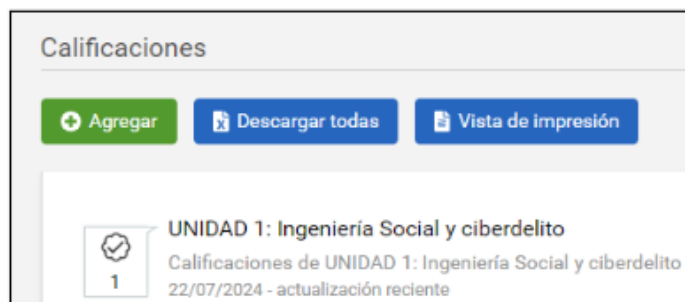 Calificaciones
Agregar Descargar todas Vista de impresión
UNIDAD 1: Ingeniería Social y ciberdelito
Calificaciones de UNIDAD 1: Ingeniería Social y ciberdelito
1
22/07/2024 - actualización reciente